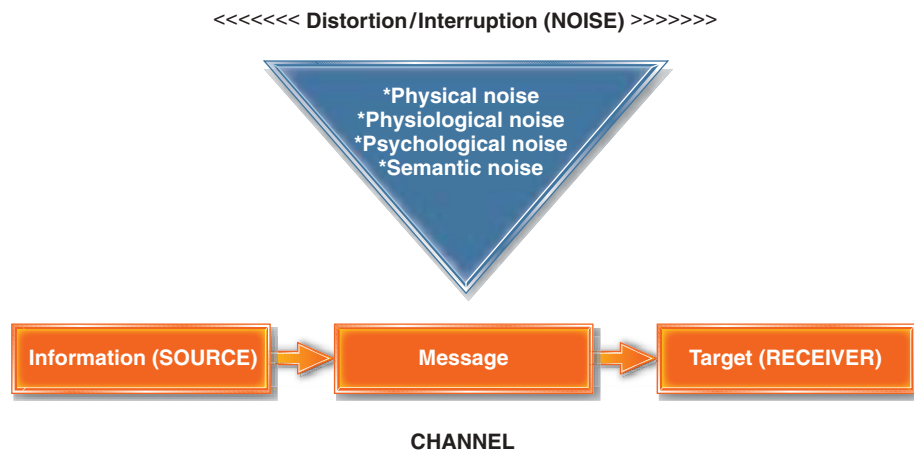 <<<<<<< Distortion/Interruption (NOISE) >>>>>>>
*Physical noise
*Physiological noise
*Psychological noise
*Semantic noise
Information (SOURCE)
Message
Target (RECEIVER)
CHANNEL